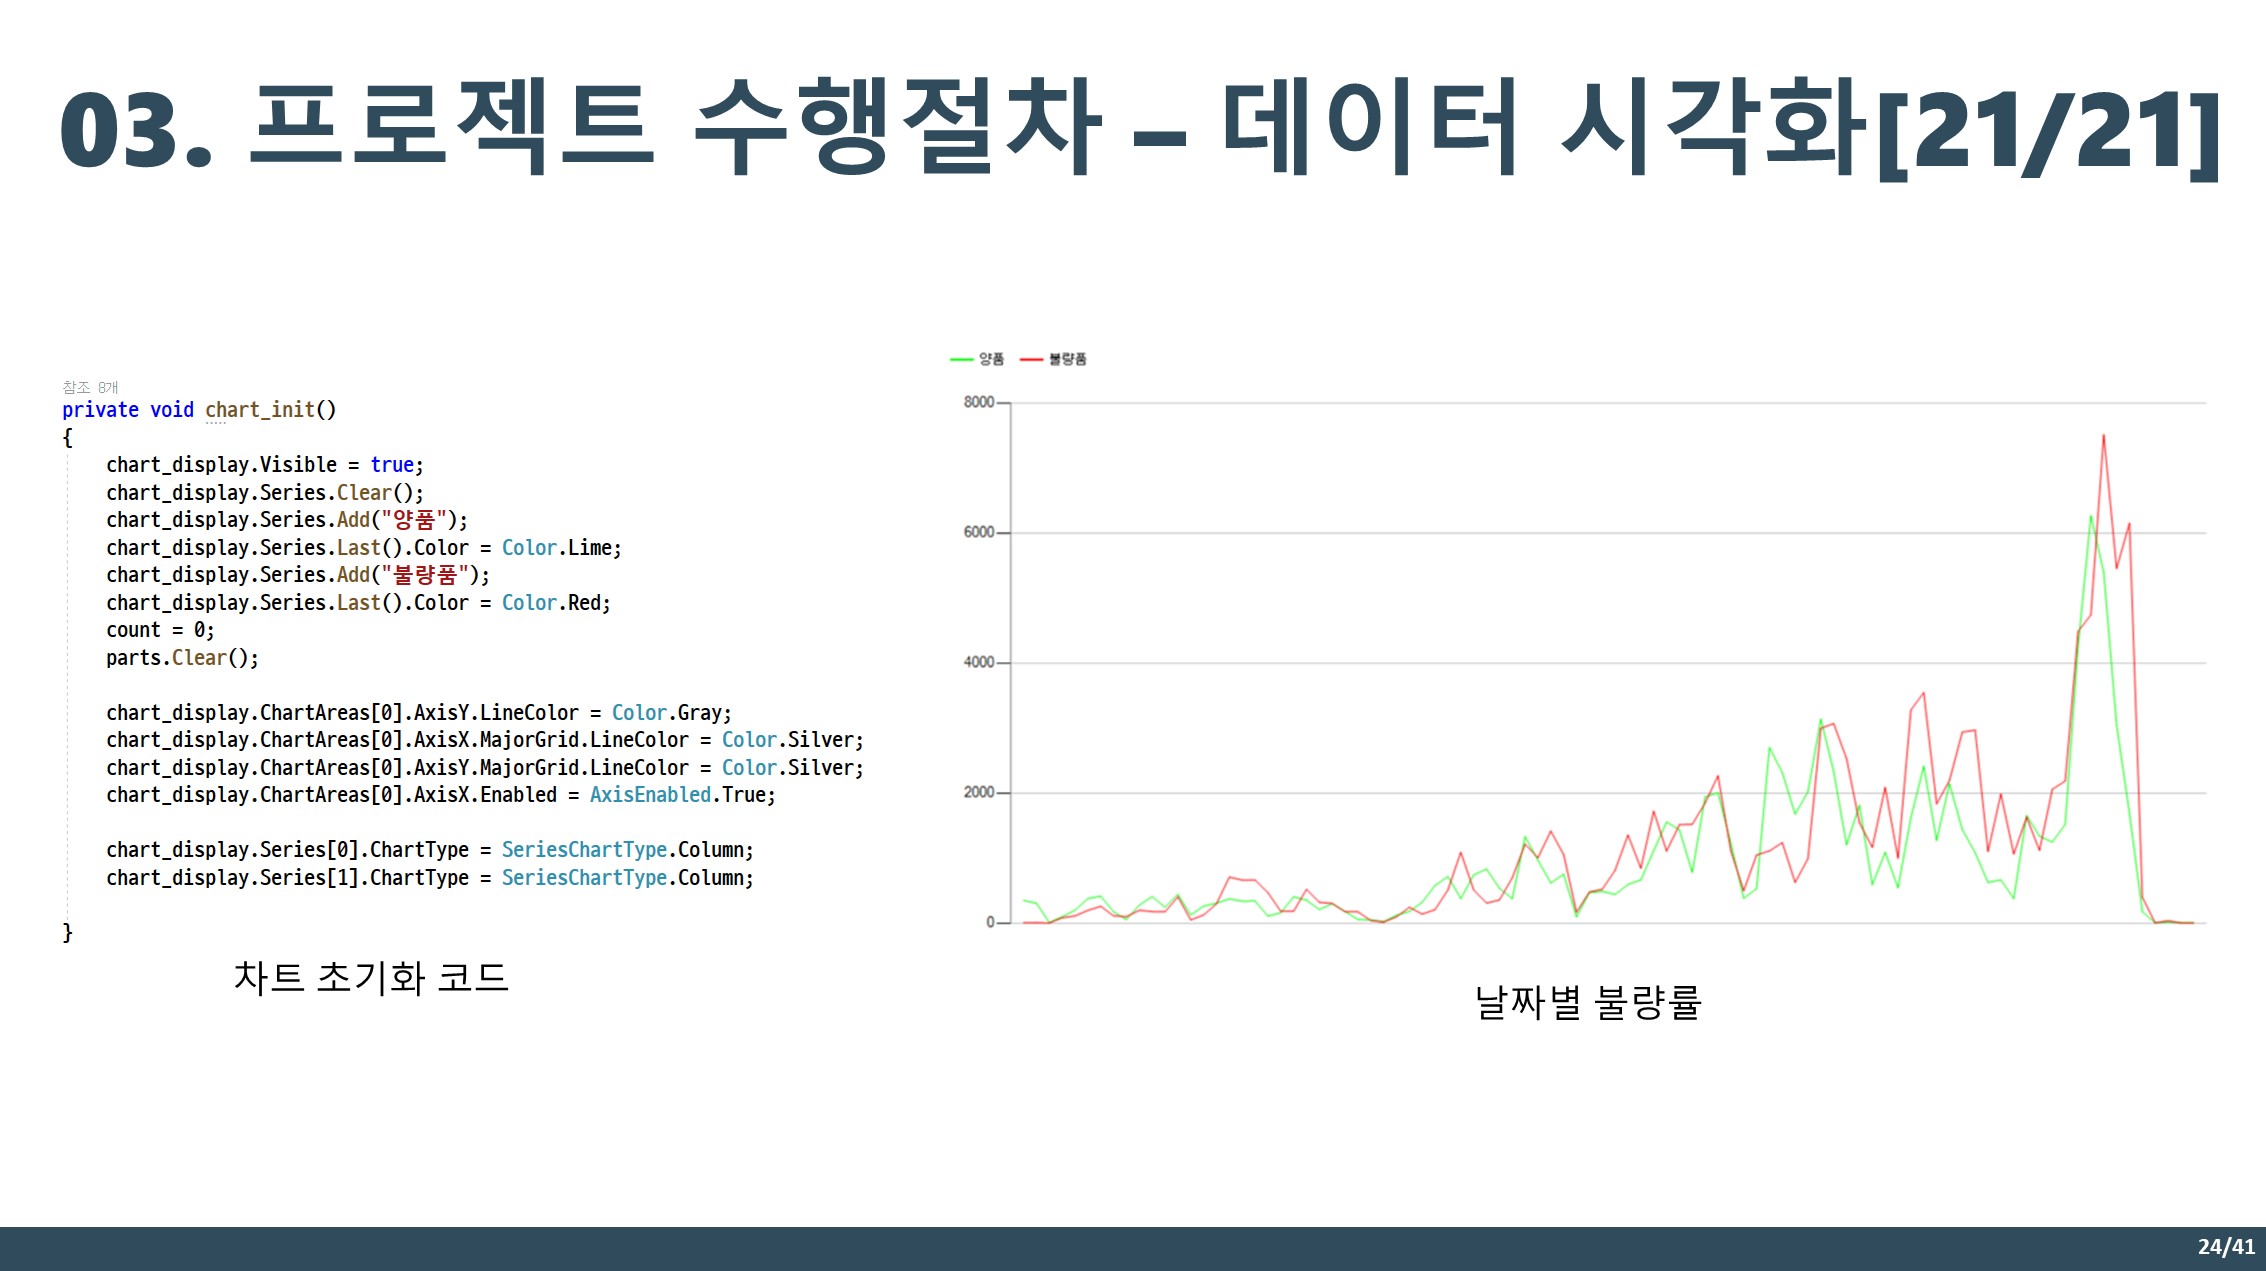 03. 프로젝트 수행절차 – 데이터 시각화[21/21]
참조 8개
private void chart_init()
{
chart_display.Visible = true;
chart_display.Series.Clear();
chart_display.Series.Add("양품");
chart_display.Series.Last().Color = Color.Lime;
chart_display.Series.Add("불량품");
chart_display.Series.Last().Color = Color.Red;
count = 0;
parts.Clear();
chart_display.ChartAreas[0].AxisY.LineColor = Color.Gray;
chart_display.ChartAreas[0].AxisX.MajorGrid.LineColor = Color.Silver;
chart_display.ChartAreas[0].AxisY.MajorGrid.LineColor = Color.Silver;
chart_display.ChartAreas[0].AxisX.Enabled = AxisEnabled.True;
chart_display.Series[0].ChartType = SeriesChartType.Column;
chart_display.Series[1].ChartType = SeriesChartType.Column;
}
차트 초기화 코드
양품 불량품
8000
6000
4000
2000
0
날짜별 불량률
24/41